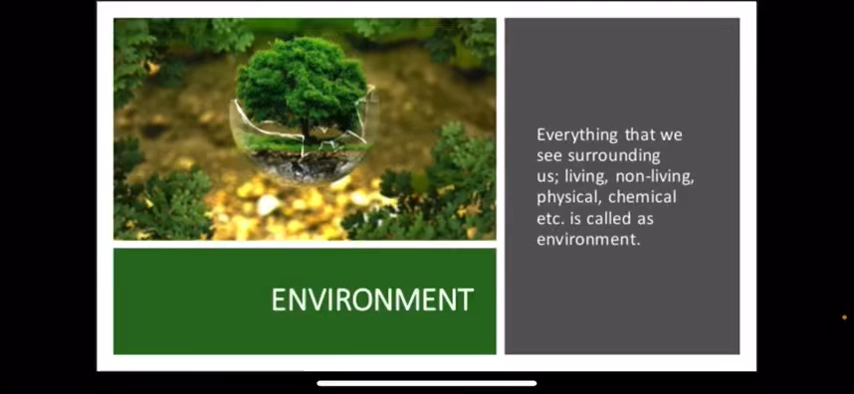 ENVIRONMENT
Everything that we
see surrounding
us; living, non-living,
physical, chemical
etc. is called as
environment.